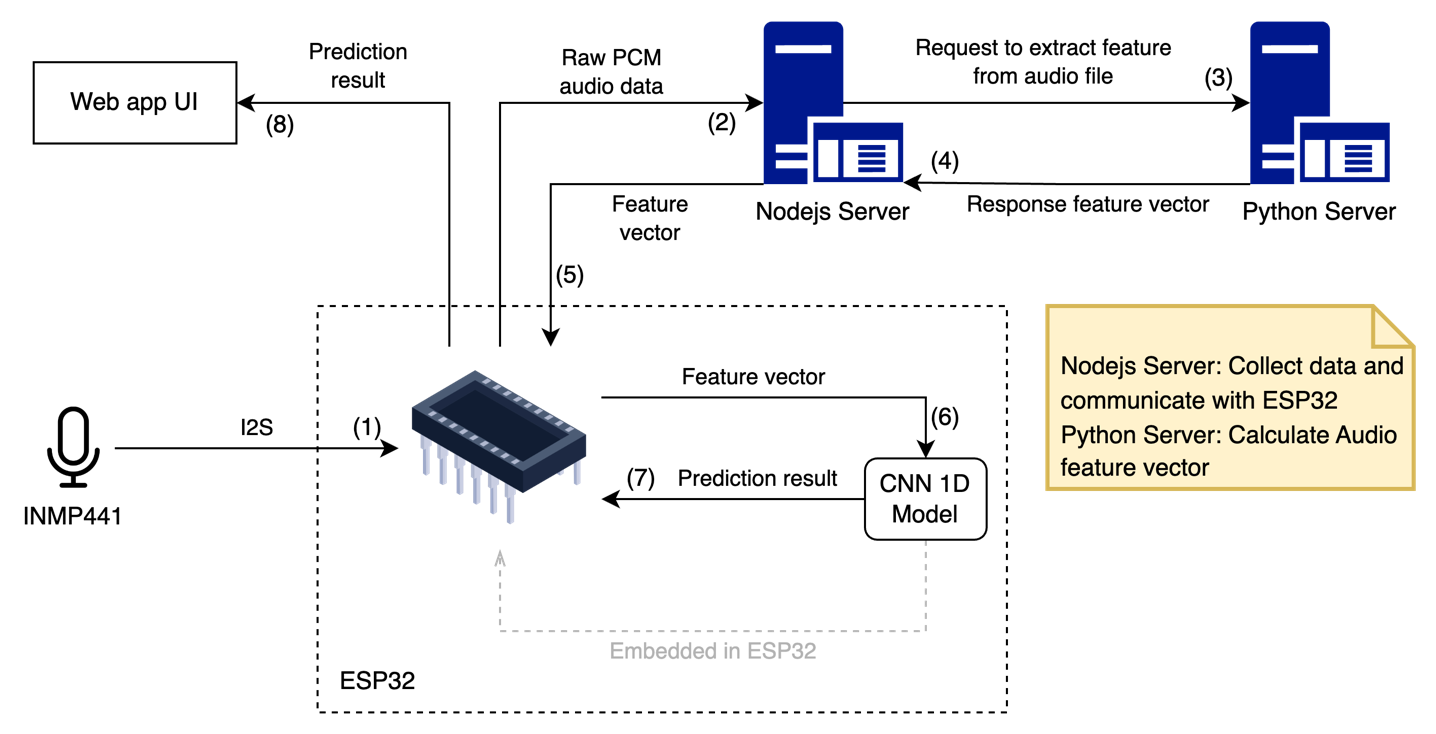 Prediction
result
Web app UI
(8)
Raw PCM
audio data
(2)
Request to extract feature
from audio file
(3)
(4)
Nodejs Server
Response feature vector
Python Server
Feature
vector
(5)
I2S
(1)
INMP441
Feature vector
(6)
(7)
Prediction result
CNN 1D
Model
Embedded in ESP32
ESP32
Nodejs Server: Collect data and
communicate with ESP32
Python Server: Calculate Audio
feature vector